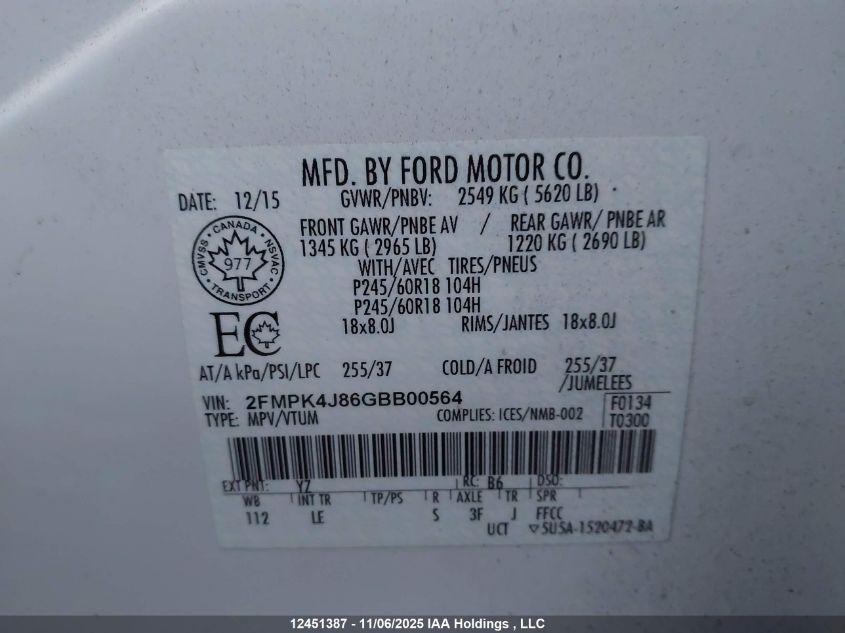 MFD. BY FORD MOTOR CO.
DATE: 12/15 GVWR/PNBV: 2549 KG ( 5620 LB)
FRONT GAWR/PNBE AV / REAR GAWR/ PNBE AR
1345 KG ( 2965 LB) 1220 KG ( 2690 LB)
WITH/AVEC TIRES/PNEUS
P245/60R18 104H
P245/60R18 104H
18x8.0J RIMS/JANTES 18x8.0J
CANADA
CMVSS
NSVAC
977
TRANSPORT
EC
AT/A kPa/PSI/LPC 255/37 COLD/A FROID 255/37
/JUMELEES
VIN: 2FMPK4J86GBB00564 F0134
TYPE: MPV/VTUM COMPLIES: ICES/NMB-002 T0300
EXT PNT: YZ RC: B6 DSO:
WB INT TR TP/PS R AXLE TR SPR
112 LE S 3F J FFCC
UCT ▽5U5A-1520472-BA
12451387 - 11/06/2025 IAA Holdings , LLC